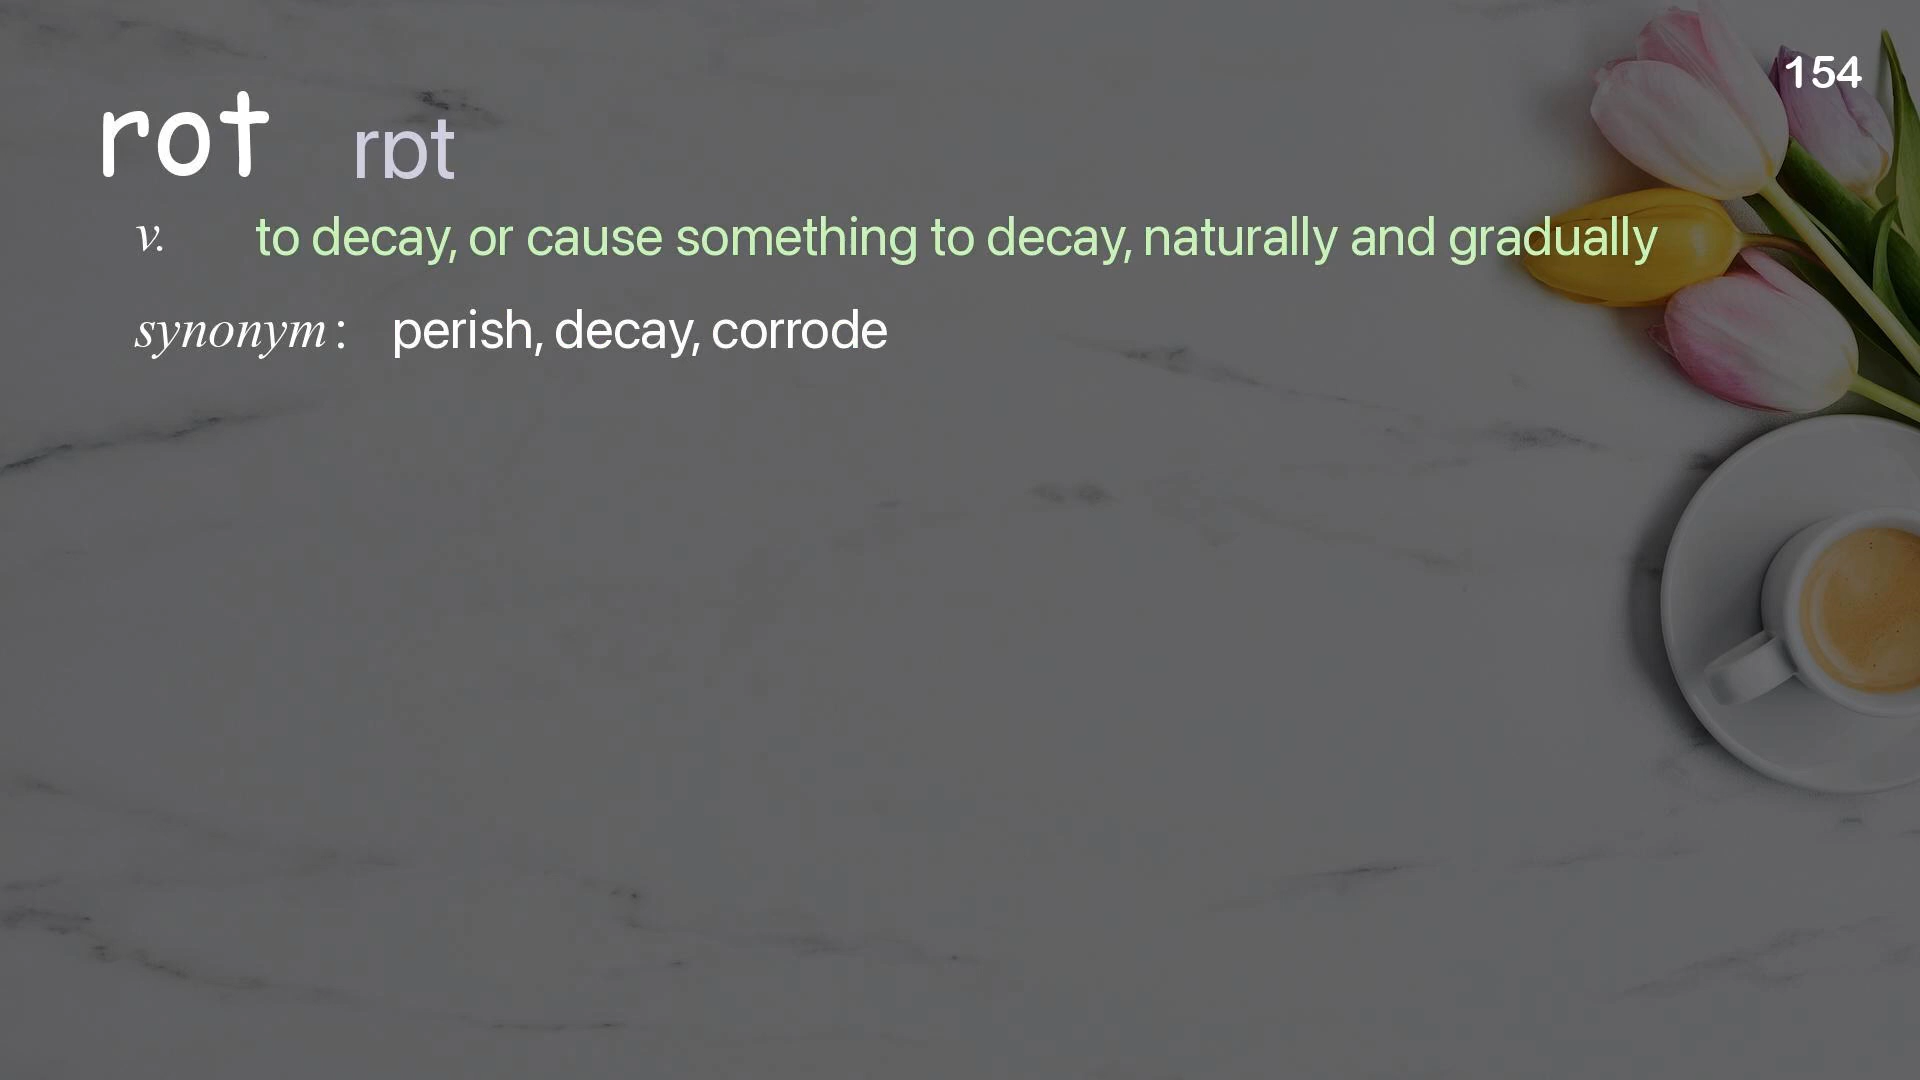 154
rot rɒt
v. to decay, or cause something to decay, naturally and gradually
synonym : perish, decay, corrode